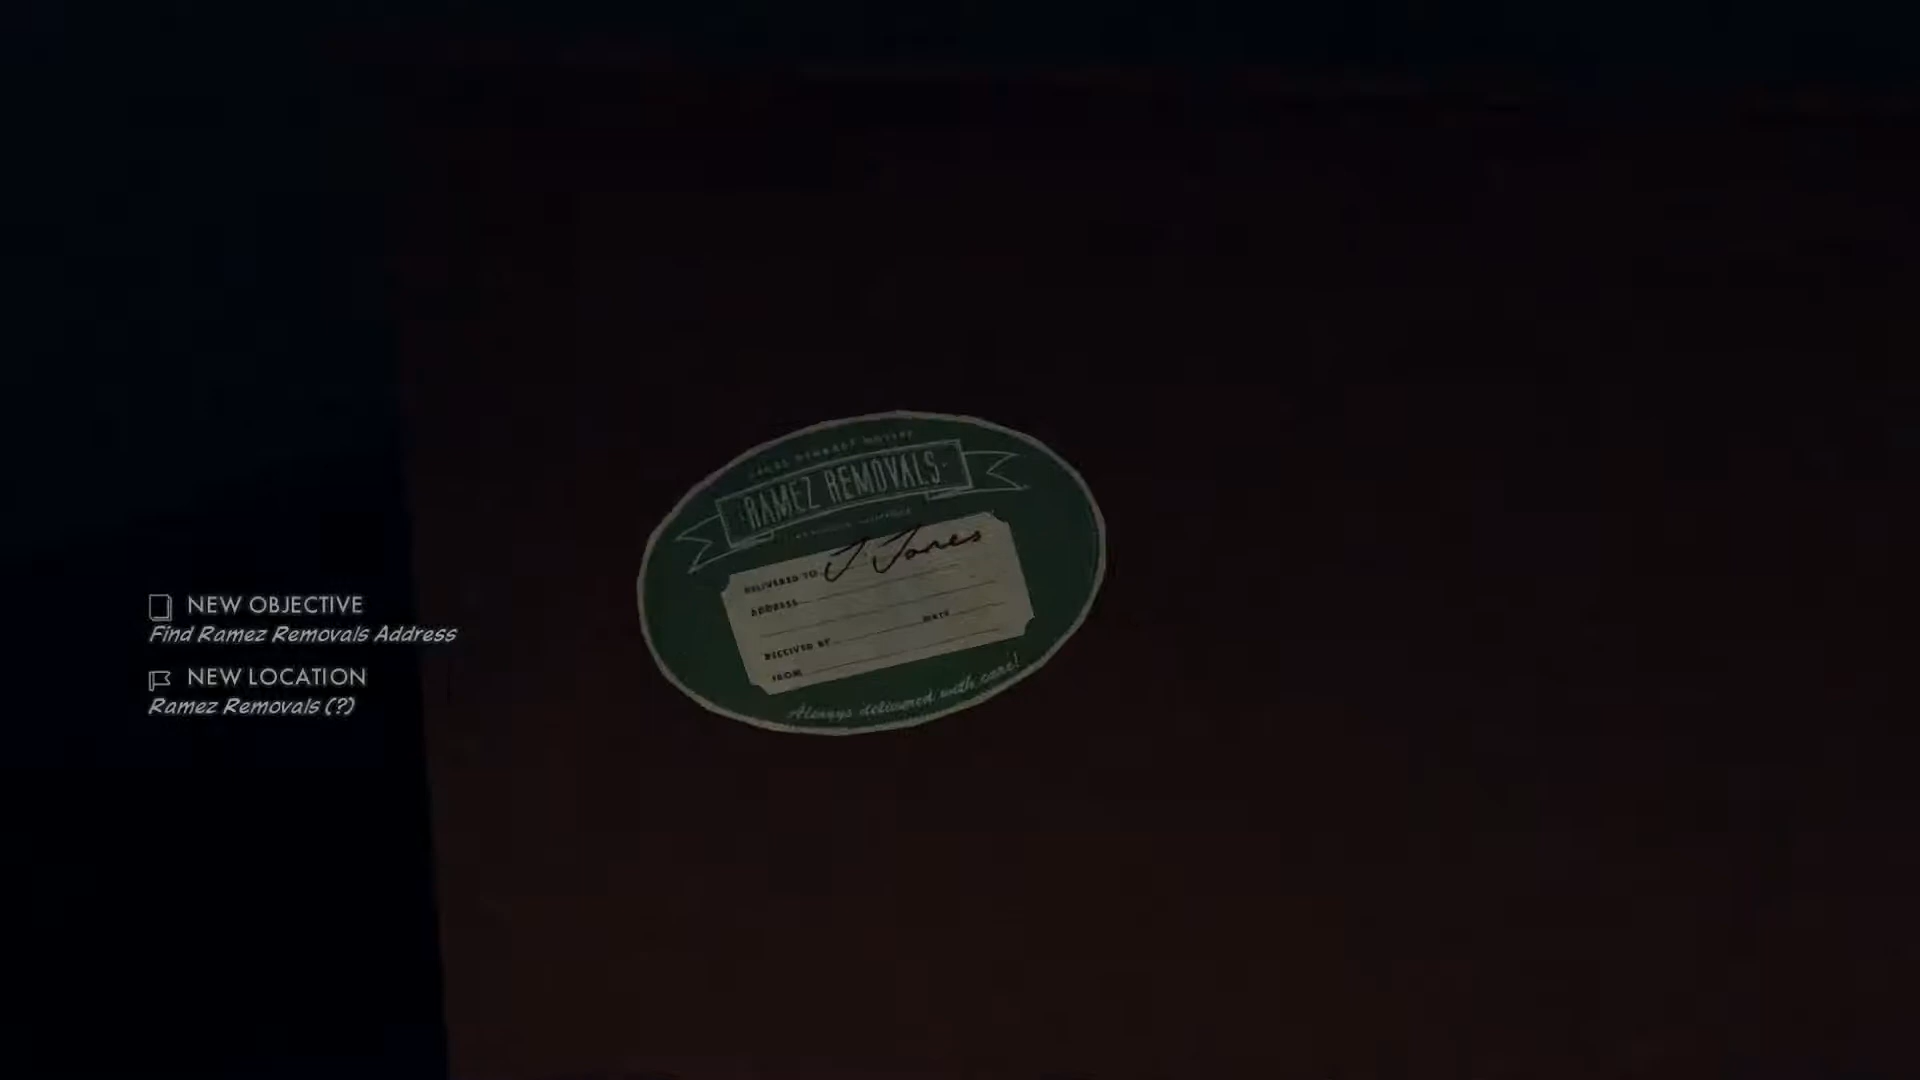 NEW OBJECTIVE
Find Ramez Removals Address
NEW LOCATION
Ramez Removals (?)
RAMEZ REMOVALS
DELIVERED TO J Jones
ADDRESS
RECEIVED BY DATE
FROM
Always delivered with care!